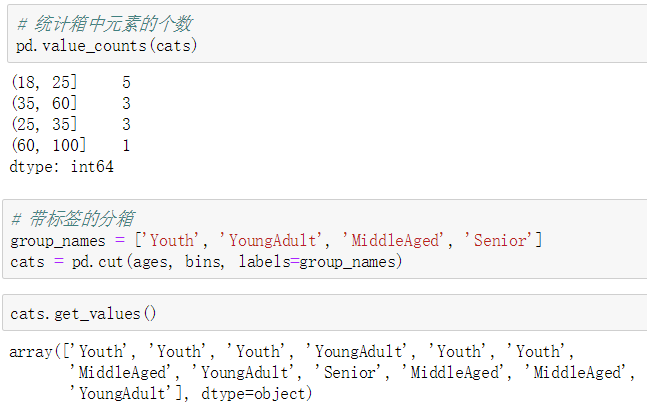 # 统计箱中元素的个数
pd.value_counts(cats)
(18, 25]     5
(35, 60]     3
(25, 35]     3
(60, 100]    1
dtype: int64
# 带标签的分箱
group_names = ['Youth', 'YoungAdult', 'MiddleAged', 'Senior']
cats = pd.cut(ages, bins, labels=group_names)
cats.get_values()
array(['Youth', 'Youth', 'Youth', 'YoungAdult', 'Youth', 'Youth',
       'MiddleAged', 'YoungAdult', 'Senior', 'MiddleAged', 'MiddleAged',
       'YoungAdult'], dtype=object)